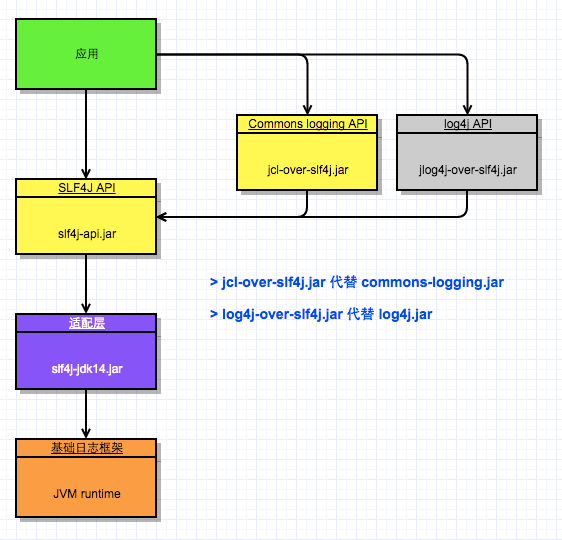 应用
Commons logging API
jcl-over-slf4j.jar
log4j API
jlog4j-over-slf4j.jar
SLF4J API
slf4j-api.jar
> jcl-over-slf4j.jar 代替 commons-logging.jar
> log4j-over-slf4j.jar 代替 log4j.jar
适配层
slf4j-jdk14.jar
基础日志框架
JVM runtime